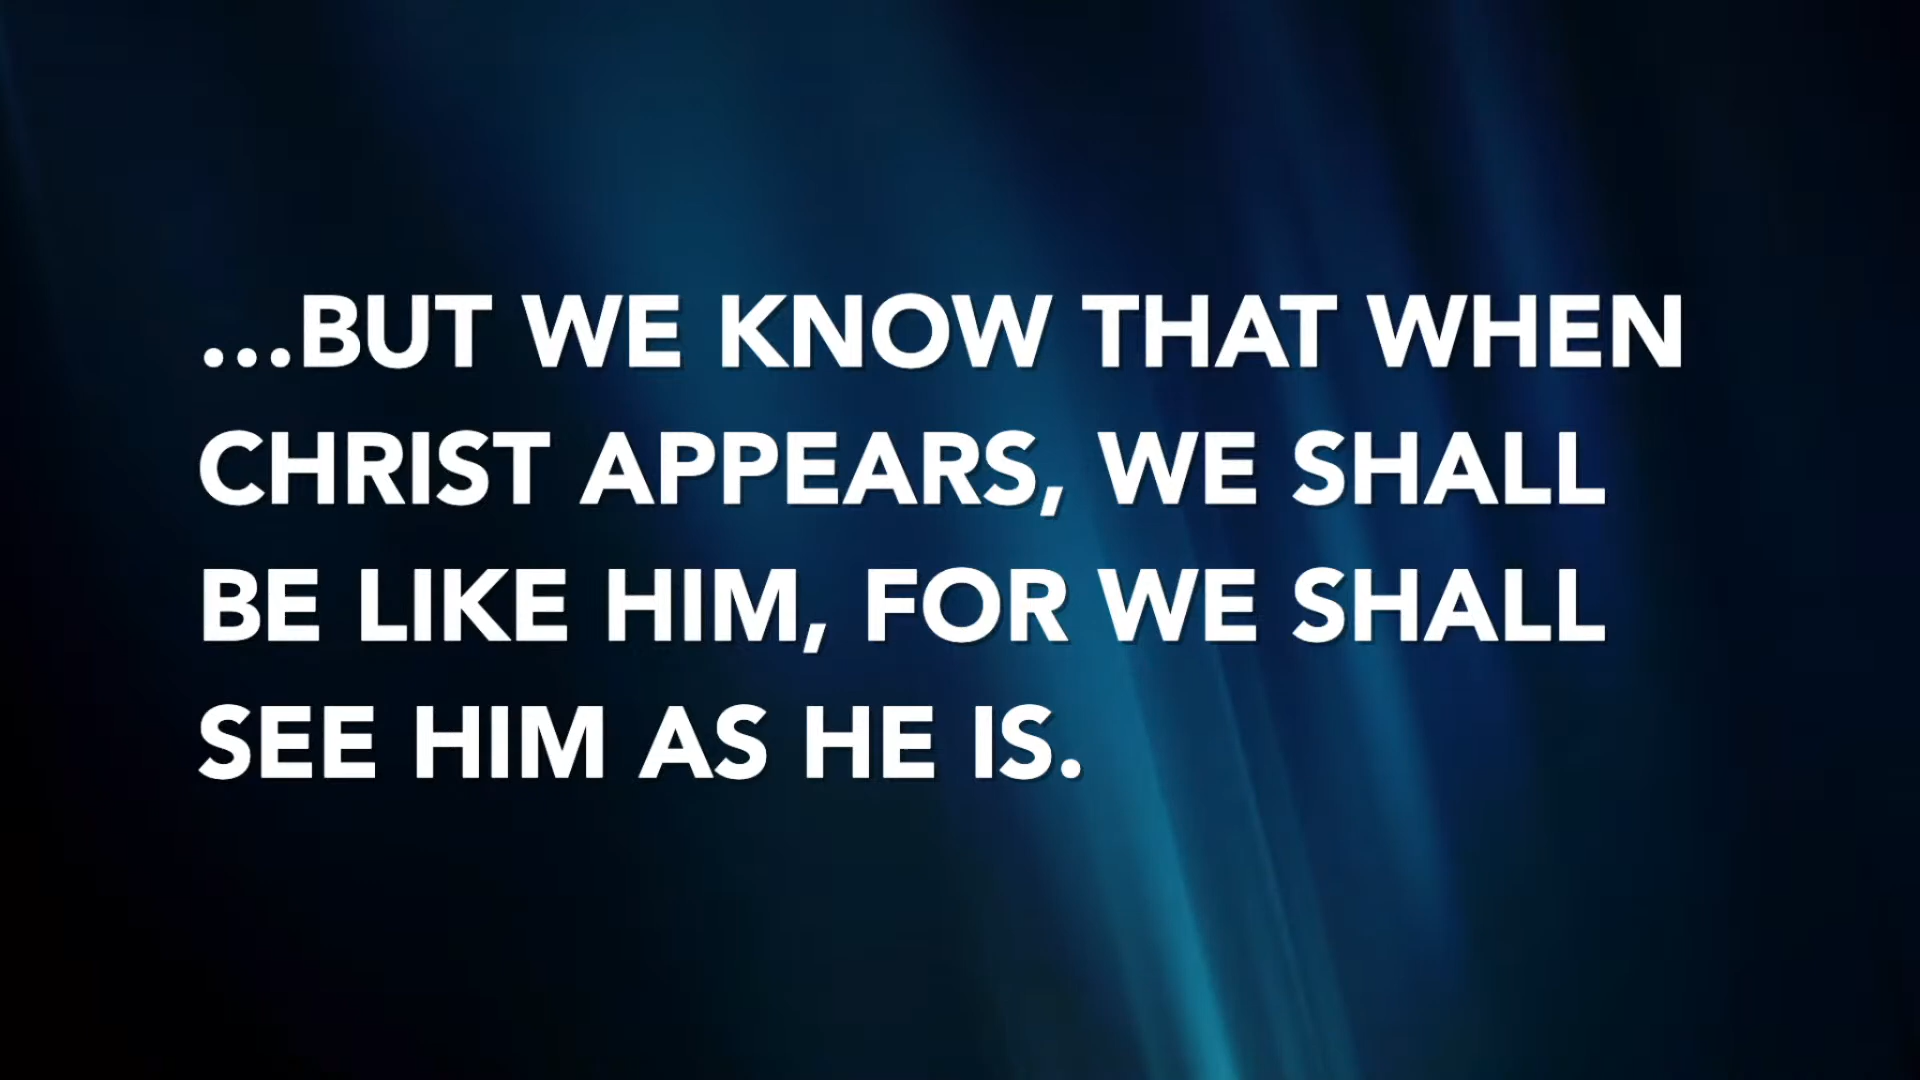 ...BUT WE KNOW THAT WHEN
CHRIST APPEARS, WE SHALL
BE LIKE HIM, FOR WE SHALL
SEE HIM AS HE IS.